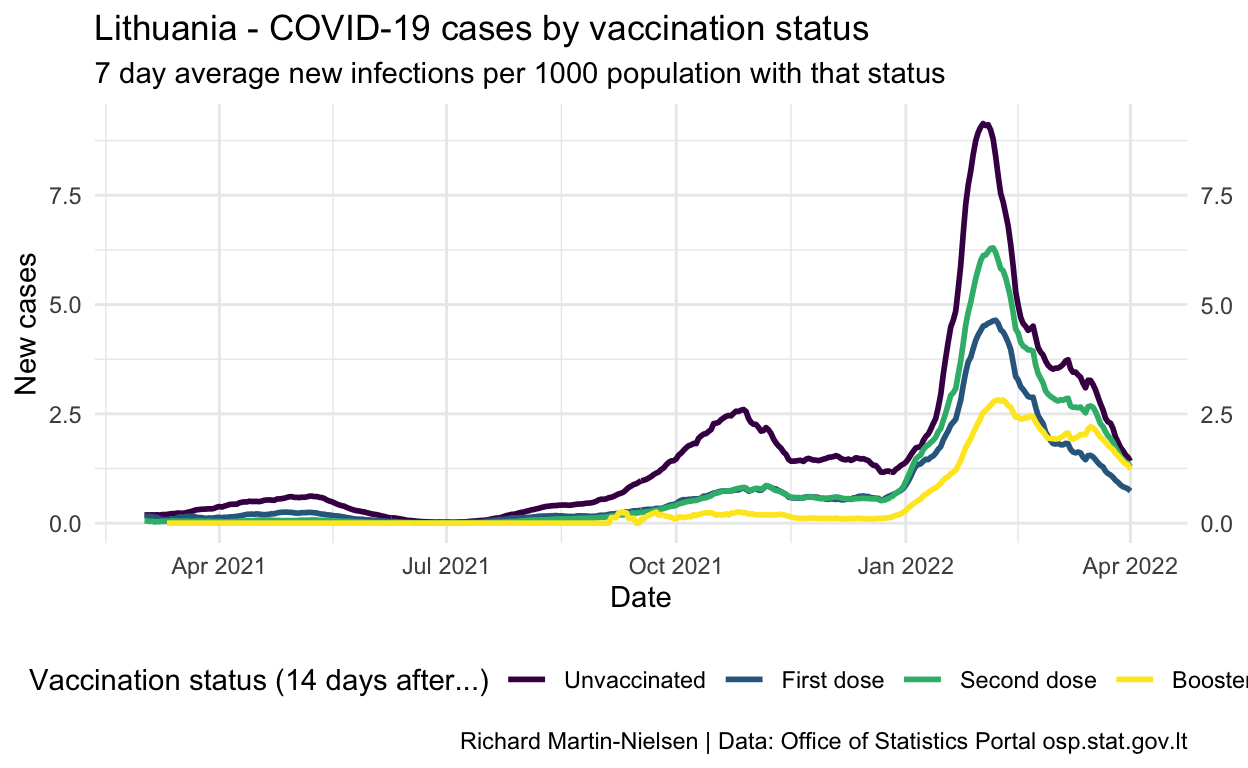 Lithuania - COVID-19 cases by vaccination status
7 day average new infections per 1000 population with that status
New cases
7.5 7.5
5.0 5.0
2.5 2.5
0.0 0.0
Apr 2021 Jul 2021 Oct 2021 Jan 2022 Apr 2022
Date
Vaccination status (14 days after...) Unvaccinated First dose Second dose Booster
Richard Martin-Nielsen | Data: Office of Statistics Portal osp.stat.gov.lt